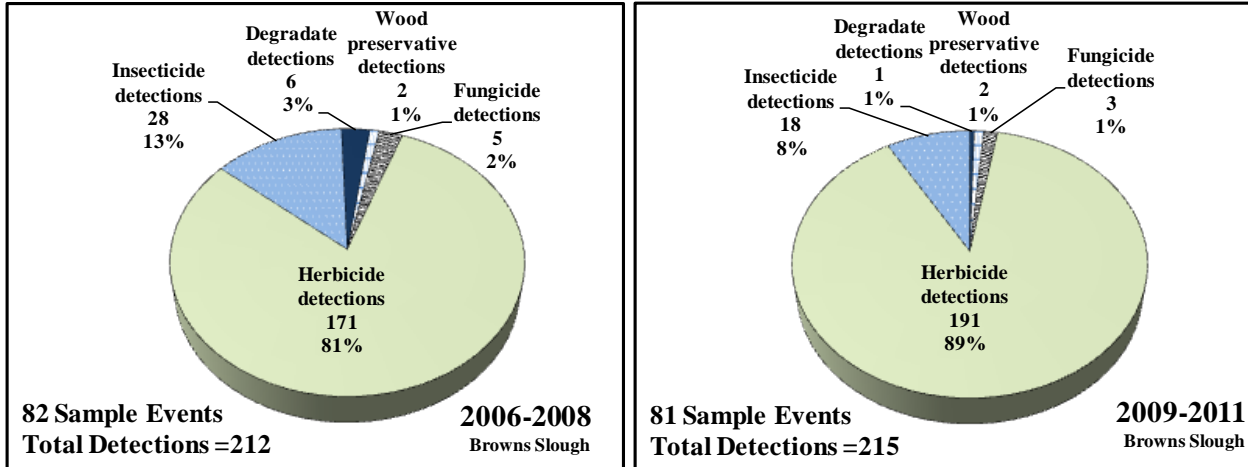 Degradate
detections
6
3%
Wood
preservative
detections
2
1%
Insecticide
detections
28
13%
Fungicide
detections
5
2%
Herbicide
detections
171
81%
82 Sample Events
Total Detections =212
2006-2008
Browns Slough
Degradate
detections
1
1%
Wood
preservative
detections
2
1%
Insecticide
detections
18
8%
Fungicide
detections
3
1%
Herbicide
detections
191
89%
81 Sample Events
Total Detections =215
2009-2011
Browns Slough